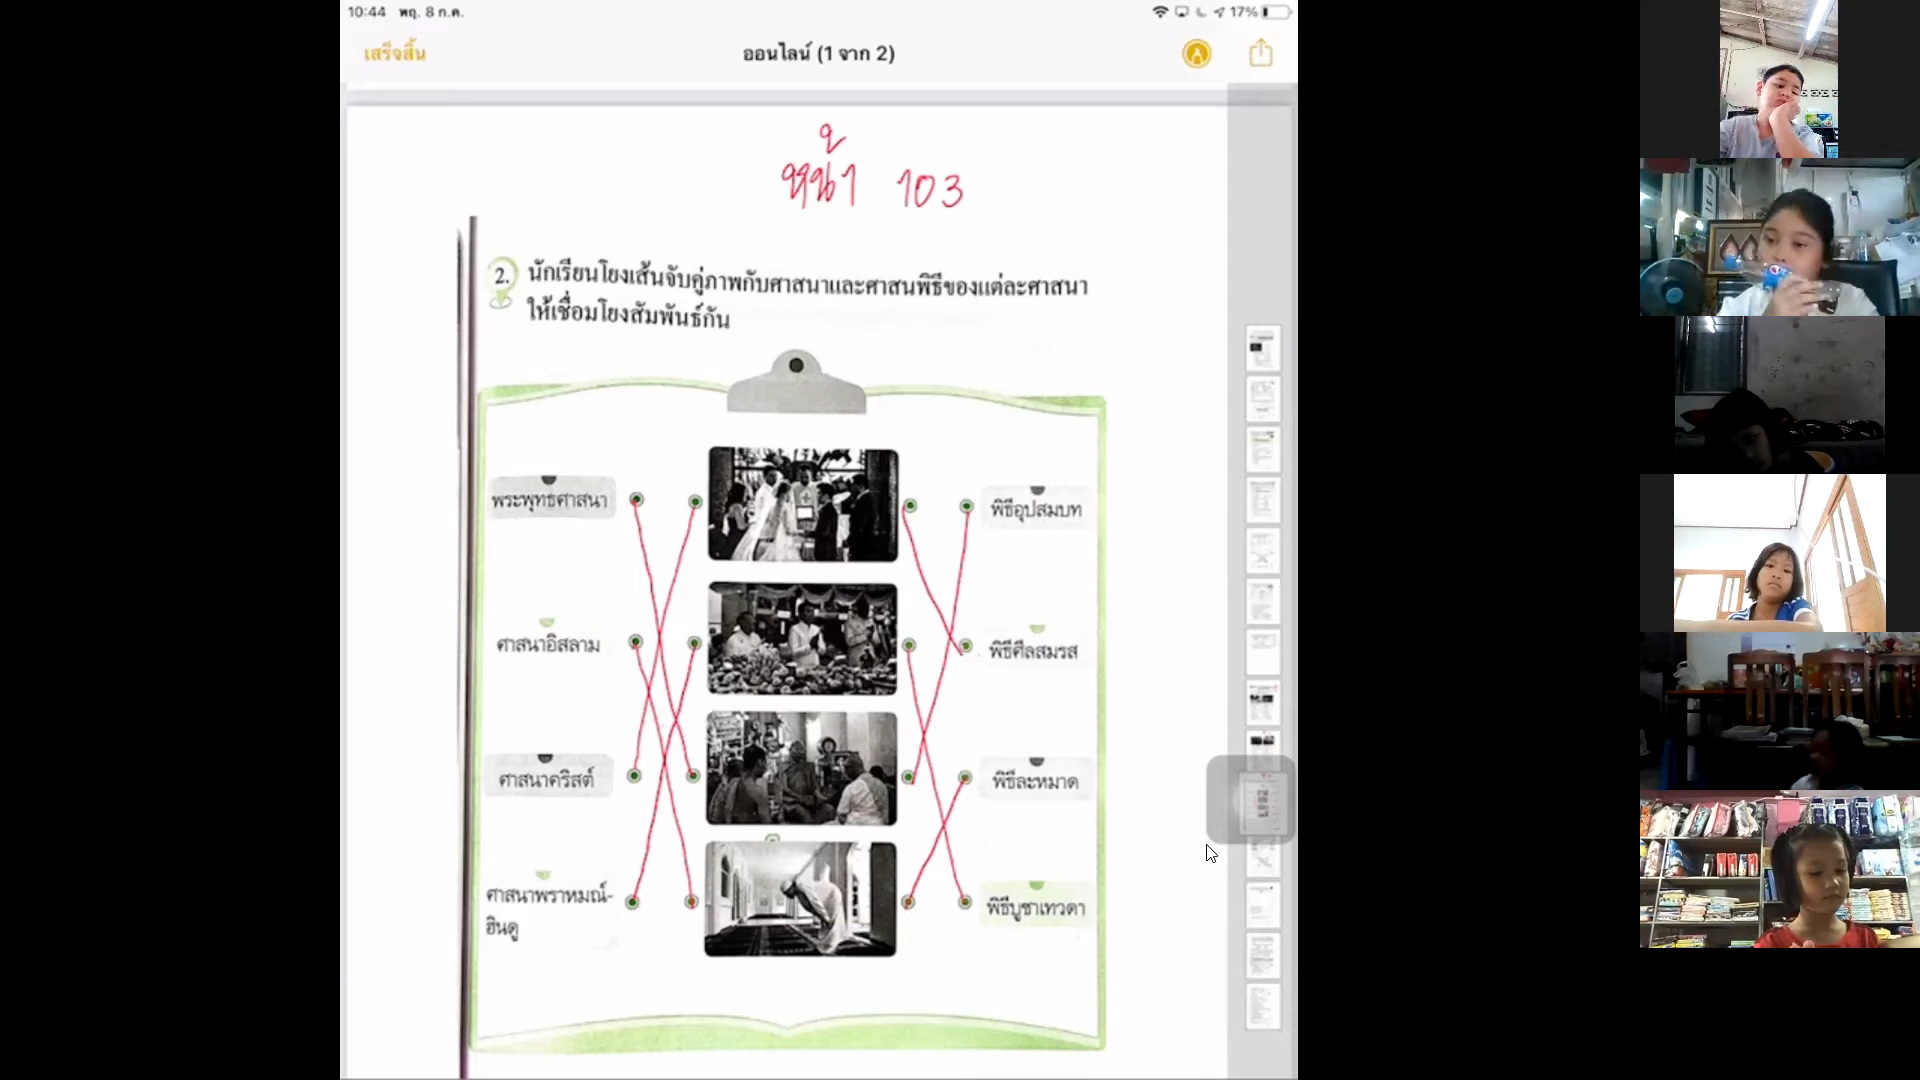 10:44 พฤ. 8 ก.ค.
17%
เสร็จสิ้น
ออนไลน์ (1 จาก 2)
หน้า 103
2. นักเรียนโยงเส้นจับคู่ภาพกับศาสนาและศาสนพิธีของแต่ละศาสนา
ให้เชื่อมโยงสัมพันธ์กัน
พระพุทธศาสนา
พิธีอุปสมบท
ศาสนาอิสลาม
พิธีศีลสมรส
ศาสนาคริสต์
พิธีละหมาด
ศาสนาพราหมณ์-
ฮินดู
พิธีบูชาเทวดา